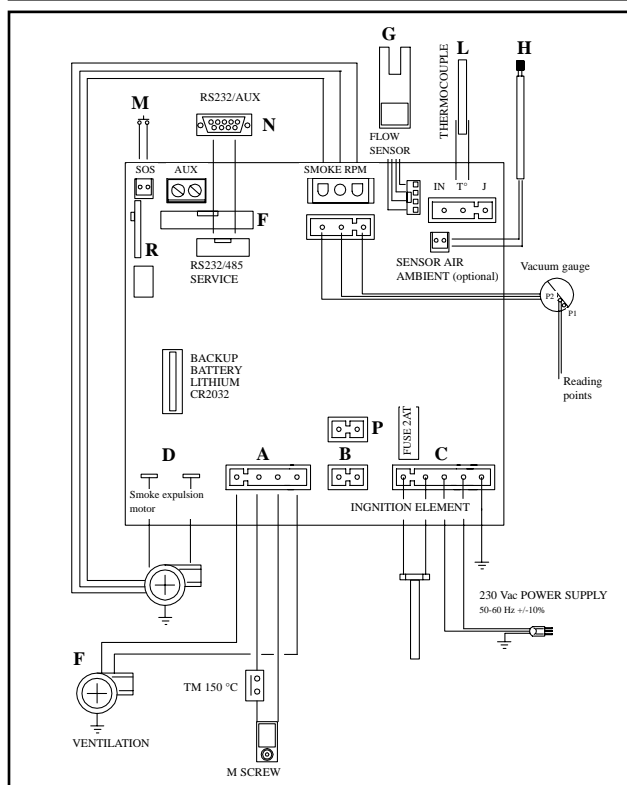 G
L
H
M
RS232/AUX
N
THERMOCOUPLE
FLOW
SENSOR
SOS
AUX
SMOKE RPM
IN T° J
F
R
RS232/485
SERVICE
SENSOR AIR
AMBIENT (optional)
Vacuum gauge
P2
P1
Reading
points
BACKUP
BATTERY
LITHIUM
CR2032
P
FUSE 2AT
D
A
B
C
Smoke expulsion
motor
INGNITION ELEMENT
230 Vac POWER SUPPLY
50-60 Hz +/-10%
F
TM 150 °C
VENTILATION
M SCREW